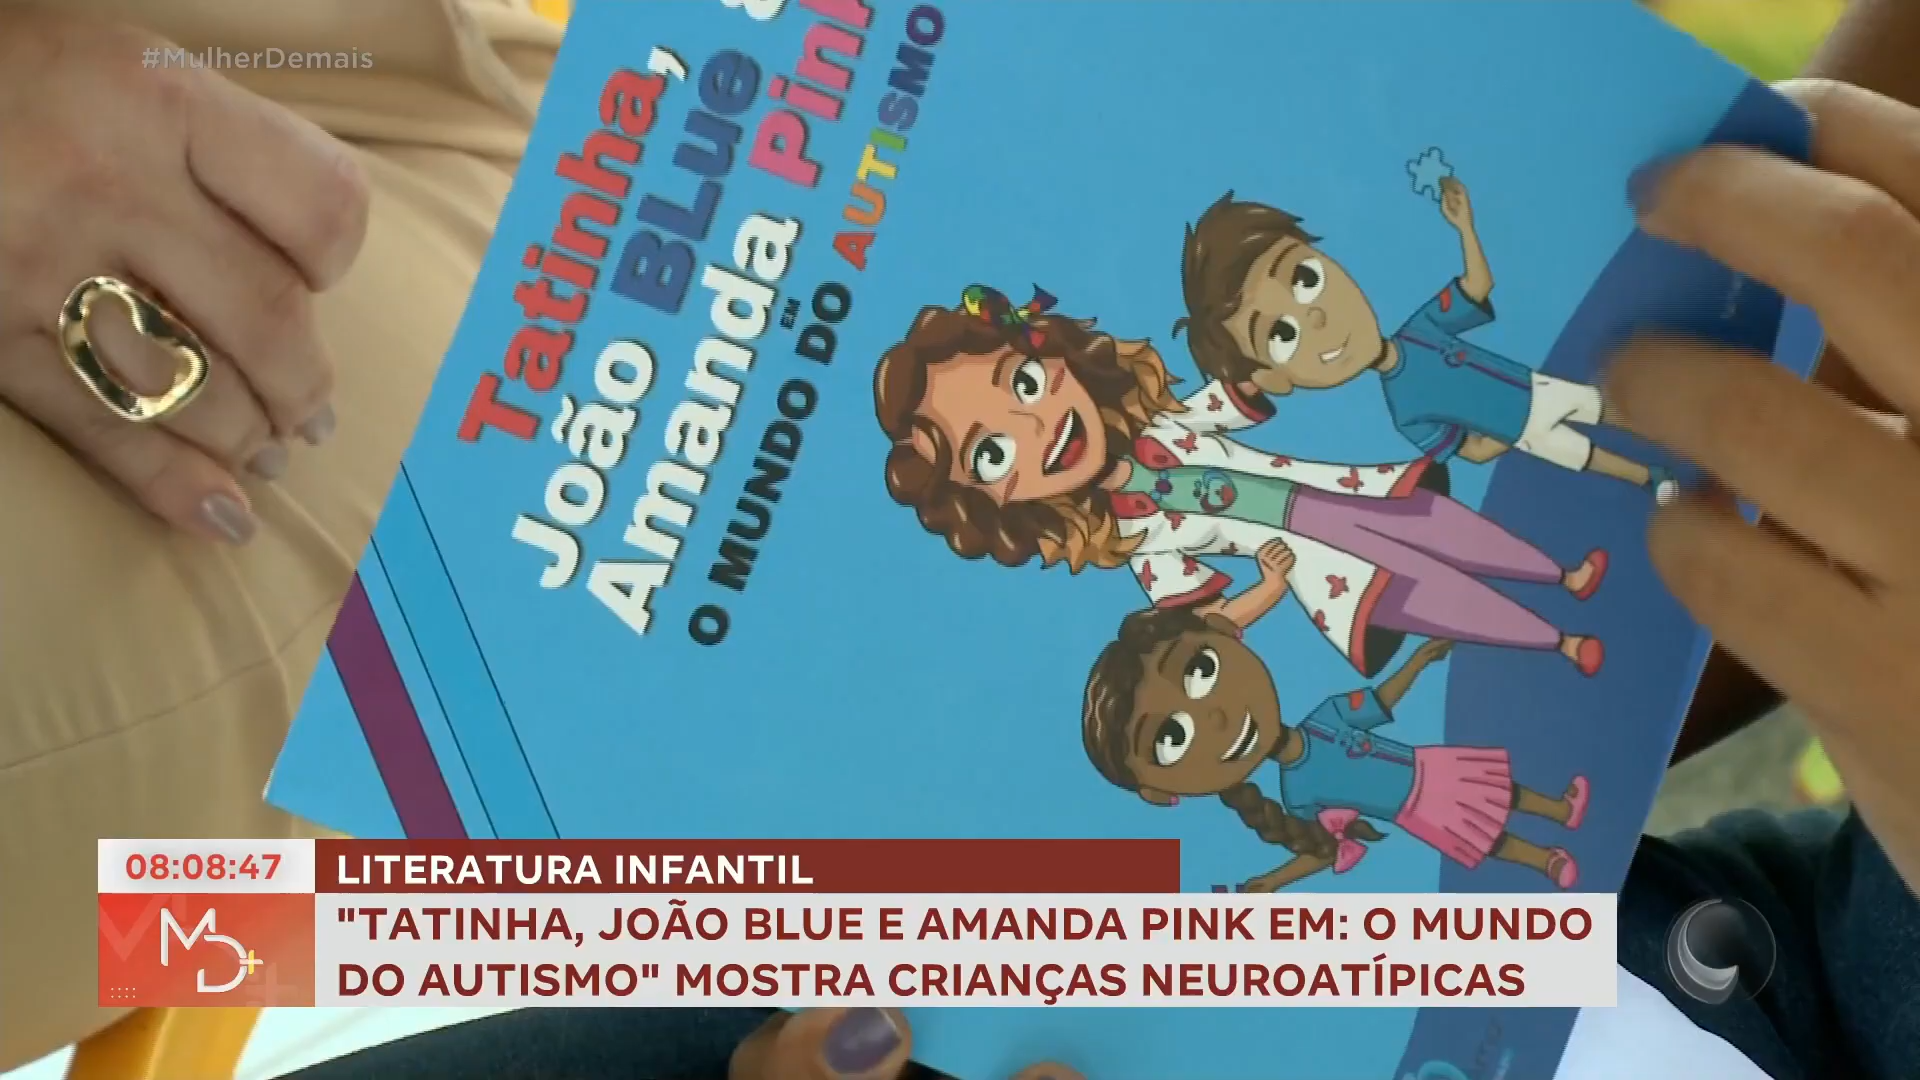 #MulherDemais
Tatinha,
João BLue &
Amanda Pink
EM
O MUNDO DO AUTISMO
08:08:47
LITERATURA INFANTIL
MD+
"TATINHA, JOÃO BLUE E AMANDA PINK EM: O MUNDO
DO AUTISMO" MOSTRA CRIANÇAS NEUROATÍPICAS